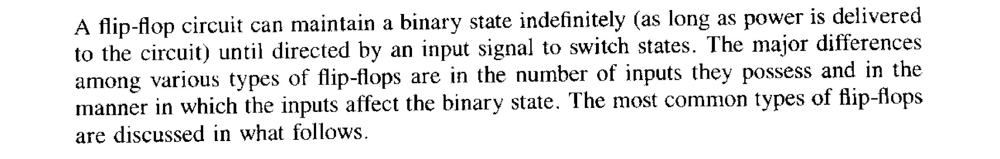 A flip-flop circuit can maintain a binary state indefinitely (as long as power is delivered
to the circuit) until directed by an input signal to switch states. The major differences
among various types of flip-flops are in the number of inputs they possess and in the
manner in which the inputs affect the binary state. The most common types of flip-flops
are discussed in what follows.